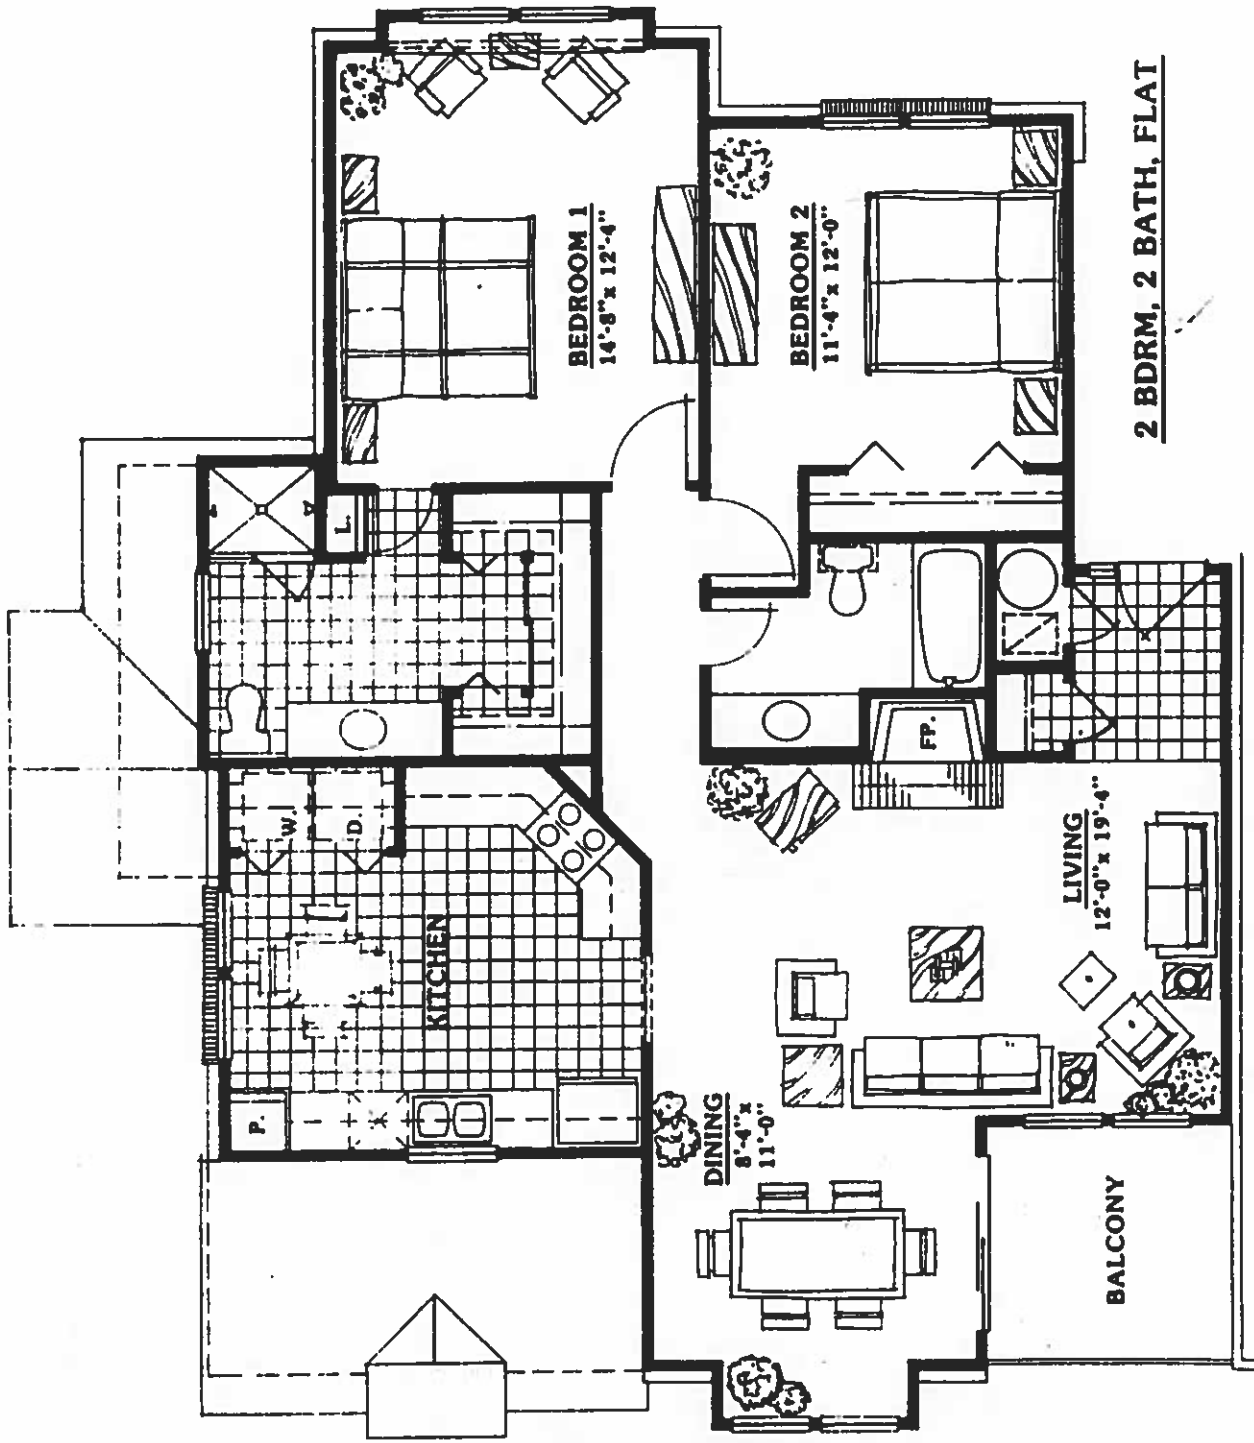 BEDROOM 1
14'-8" x 12'-4"
BEDROOM 2
11'-4" x 12'-0"
2 BDRM, 2 BATH, FLAT
L.
W.
D.
KITCHEN
P.
FP.
LIVING
12'-0" x 19'-4"
DINING
8'-4" x
11'-0"
BALCONY